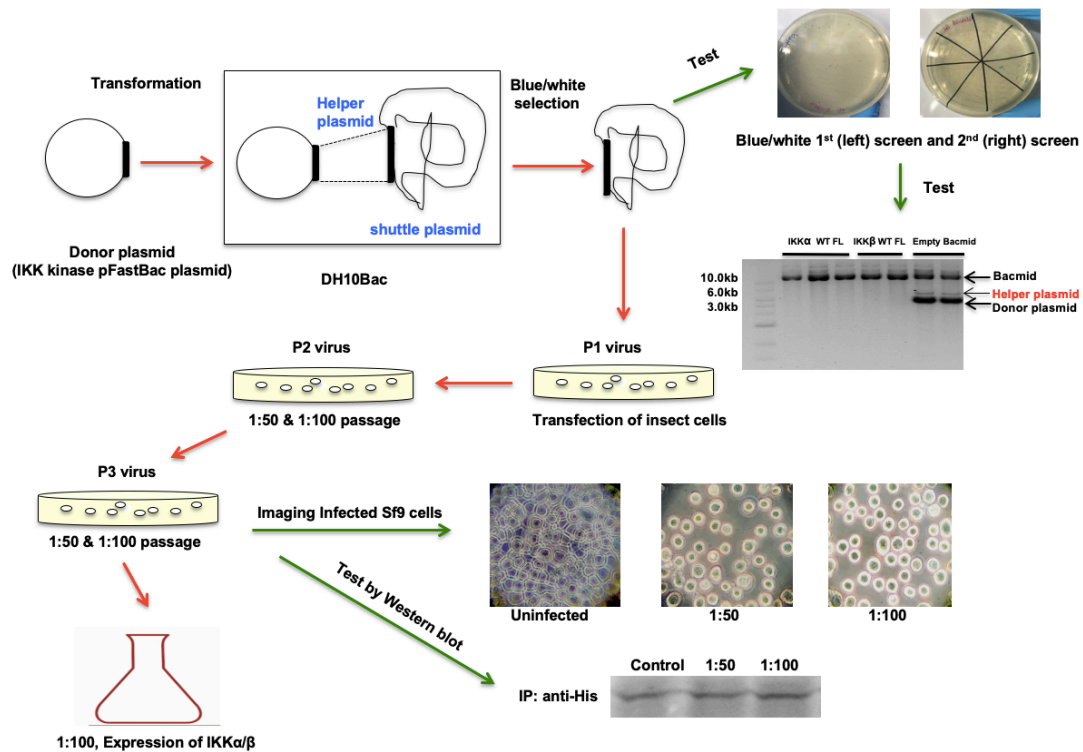 Transformation
Donor plasmid
(IKK kinase pFastBac plasmid)
Helper
plasmid
shuttle plasmid
DH10Bac
Blue/white
selection
Test
Blue/white 1st (left) screen and 2nd (right) screen
Test
IKKα WT FL IKKβ WT FL Empty Bacmid
10.0kb
6.0kb
3.0kb
Bacmid
Helper plasmid
Donor plasmid
P1 virus
Transfection of insect cells
P2 virus
1:50 & 1:100 passage
P3 virus
1:50 & 1:100 passage
Imaging Infected Sf9 cells
Uninfected
1:50
1:100
Test by Western blot
Control 1:50 1:100
IP: anti-His
1:100, Expression of IKKα/β